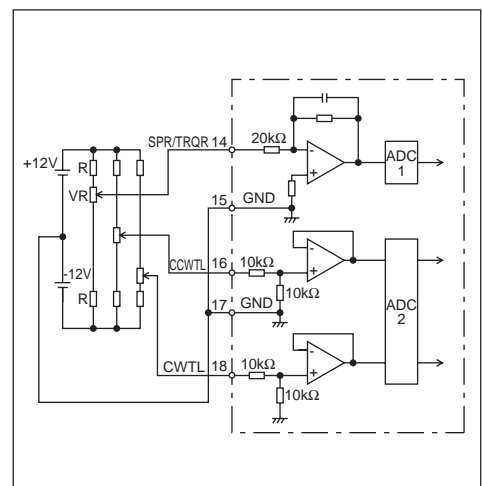 SPR/TRQR 14
20kΩ
ADC
1
+12V
R
VR
15 GND
CCWTL 16
10kΩ
10kΩ
-12V
R
17 GND
ADC
2
CWTL 18
10kΩ
10kΩ
-
+
-
+
-
+